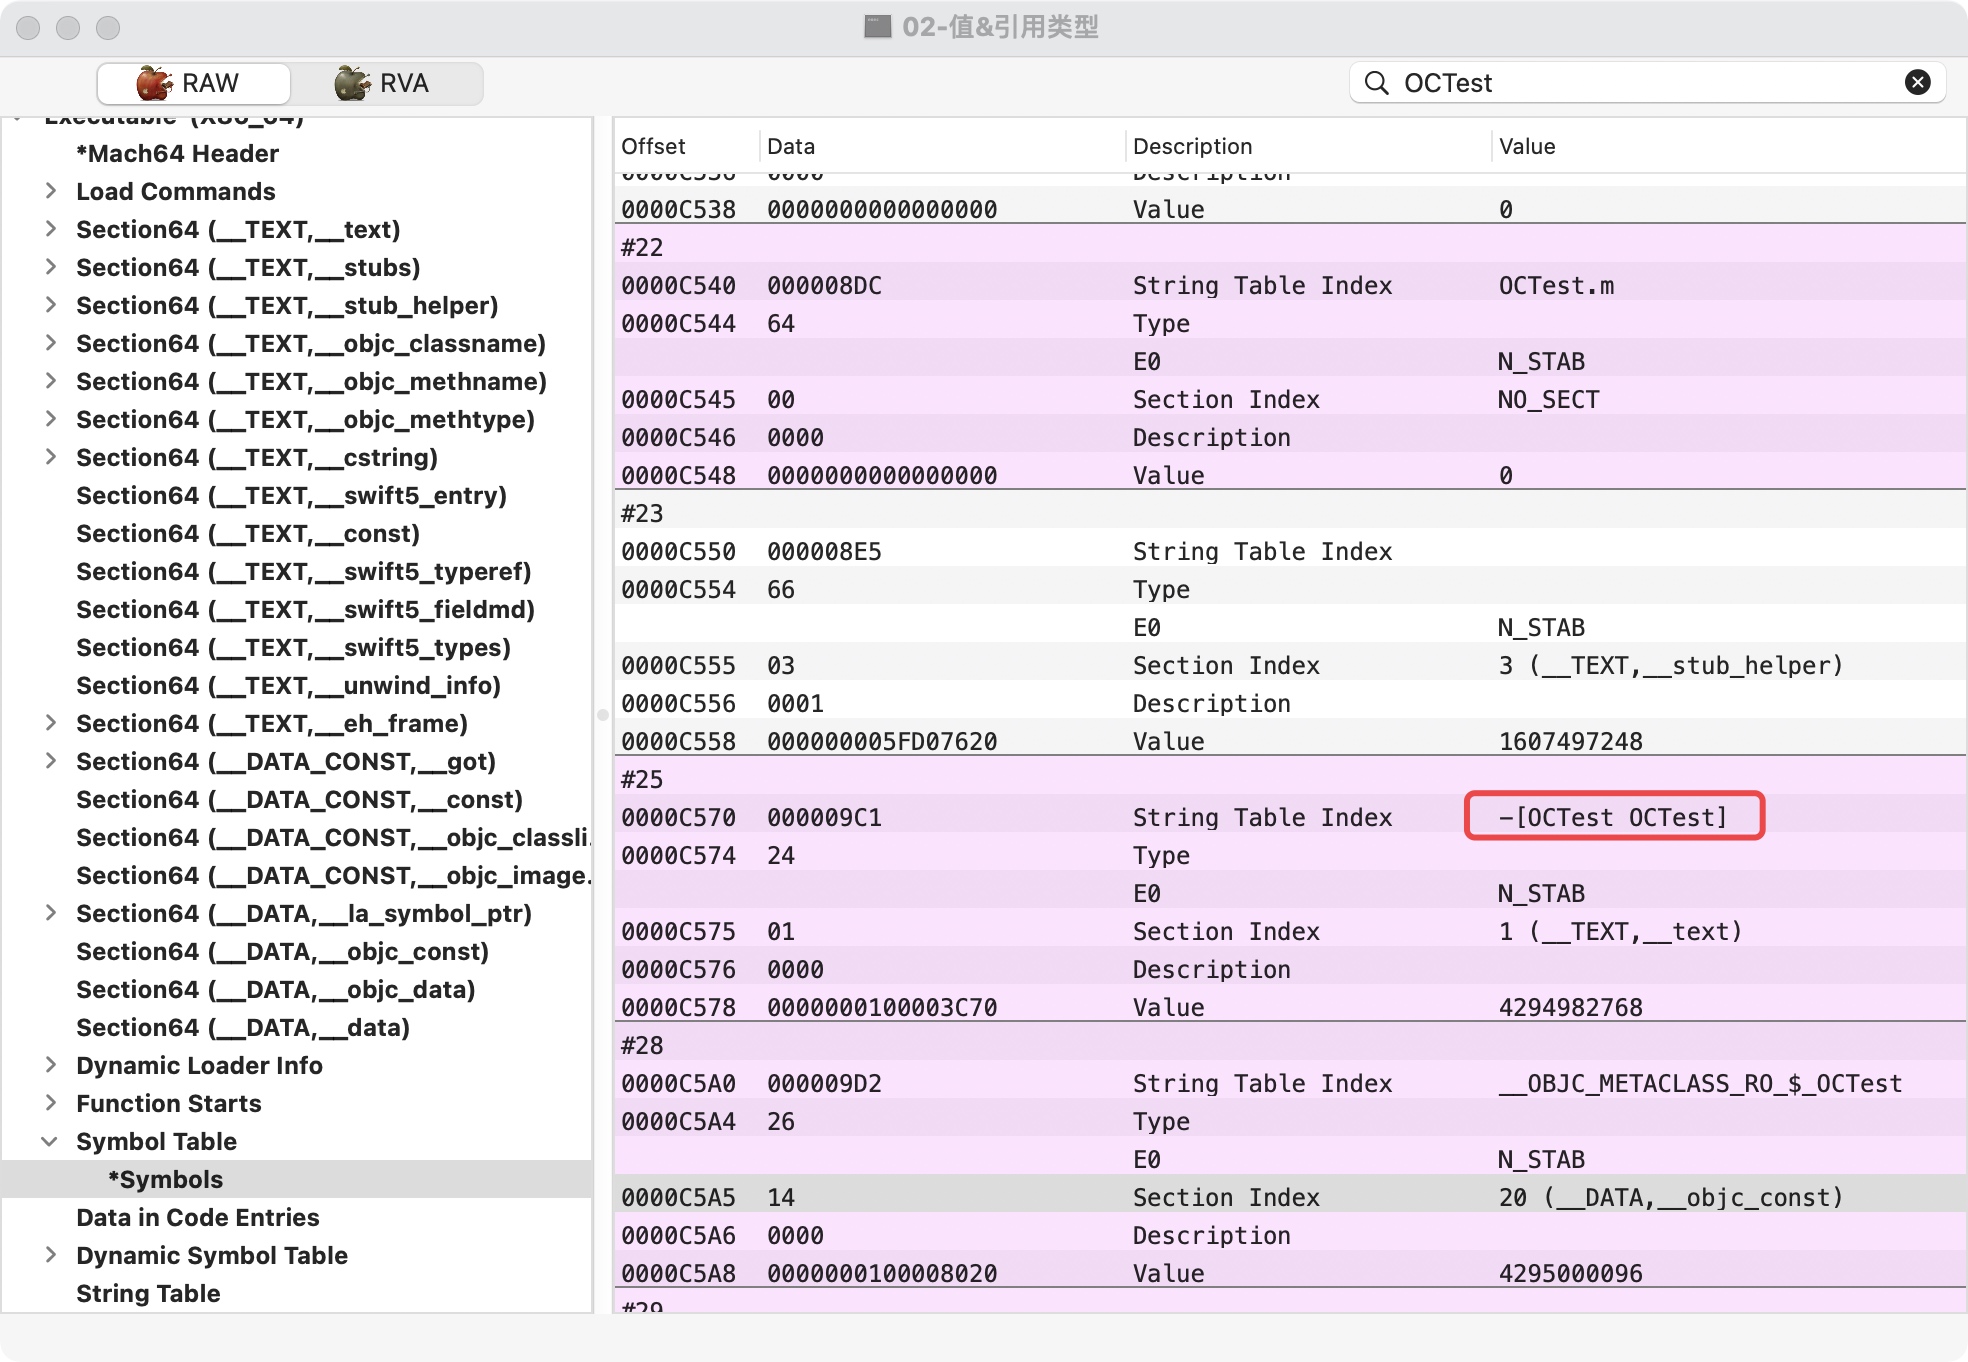 02-值&引用类型
RAW
RVA
OCTest
Executable (X86_64)
*Mach64 Header
Load Commands
Section64 (__TEXT,__text)
Section64 (__TEXT,__stubs)
Section64 (__TEXT,__stub_helper)
Section64 (__TEXT,__objc_classname)
Section64 (__TEXT,__objc_methname)
Section64 (__TEXT,__objc_methtype)
Section64 (__TEXT,__cstring)
Section64 (__TEXT,__swift5_entry)
Section64 (__TEXT,__const)
Section64 (__TEXT,__swift5_typeref)
Section64 (__TEXT,__swift5_fieldmd)
Section64 (__TEXT,__swift5_types)
Section64 (__TEXT,__unwind_info)
Section64 (__TEXT,__eh_frame)
Section64 (__DATA_CONST,__got)
Section64 (__DATA_CONST,__const)
Section64 (__DATA_CONST,__objc_classli.
Section64 (__DATA_CONST,__objc_image.
Section64 (__DATA,__la_symbol_ptr)
Section64 (__DATA,__objc_const)
Section64 (__DATA,__objc_data)
Section64 (__DATA,__data)
Dynamic Loader Info
Function Starts
Symbol Table
*Symbols
Data in Code Entries
Dynamic Symbol Table
String Table
Offset Data Description Value
0000C536 0000 Description
0000C538 0000000000000000 Value 0
#22
0000C540 000008DC String Table Index OCTest.m
0000C544 64 Type
E0 N_STAB
0000C545 00 Section Index NO_SECT
0000C546 0000 Description
0000C548 0000000000000000 Value 0
#23
0000C550 000008E5 String Table Index
0000C554 66 Type
E0 N_STAB
0000C555 03 Section Index 3 (__TEXT,__stub_helper)
0000C556 0001 Description
0000C558 000000005FD07620 Value 1607497248
#25
0000C570 000009C1 String Table Index -[OCTest OCTest]
0000C574 24 Type
E0 N_STAB
0000C575 01 Section Index 1 (__TEXT,__text)
0000C576 0000 Description
0000C578 0000000100003C70 Value 4294982768
#28
0000C5A0 000009D2 String Table Index __OBJC_METACLASS_RO_$_OCTest
0000C5A4 26 Type
E0 N_STAB
0000C5A5 14 Section Index 20 (__DATA,__objc_const)
0000C5A6 0000 Description
0000C5A8 0000000100008020 Value 4295000096
#29